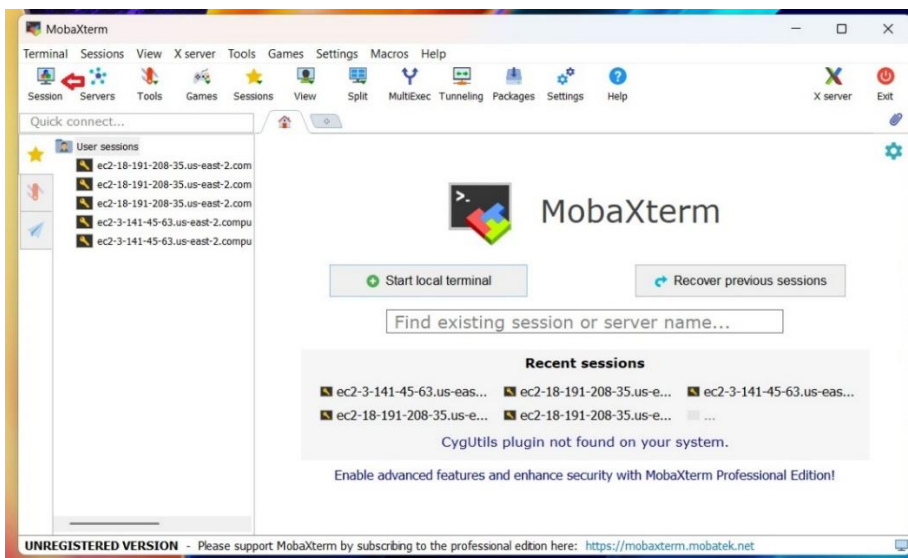 MobaXterm
Terminal Sessions View X server Tools Games Settings Macros Help
Session Servers Tools Games Sessions View Split MultiExec Tunneling Packages Settings Help X server Exit
Quick connect...
User sessions
ec2-18-191-208-35.us-east-2.com
ec2-18-191-208-35.us-east-2.com
ec2-18-191-208-35.us-east-2.com
ec2-3-141-45-63.us-east-2.compu
ec2-3-141-45-63.us-east-2.compu
>_
MobaXterm
Start local terminal Recover previous sessions
Find existing session or server name...
Recent sessions
ec2-3-141-45-63.us-eas... ec2-18-191-208-35.us-e... ec2-3-141-45-63.us-eas...
ec2-18-191-208-35.us-e... ec2-18-191-208-35.us-e... ...
CygUtils plugin not found on your system.
Enable advanced features and enhance security with MobaXterm Professional Edition!
UNREGISTERED VERSION - Please support MobaXterm by subscribing to the professional edition here: https://mobaxterm.mobatek.net